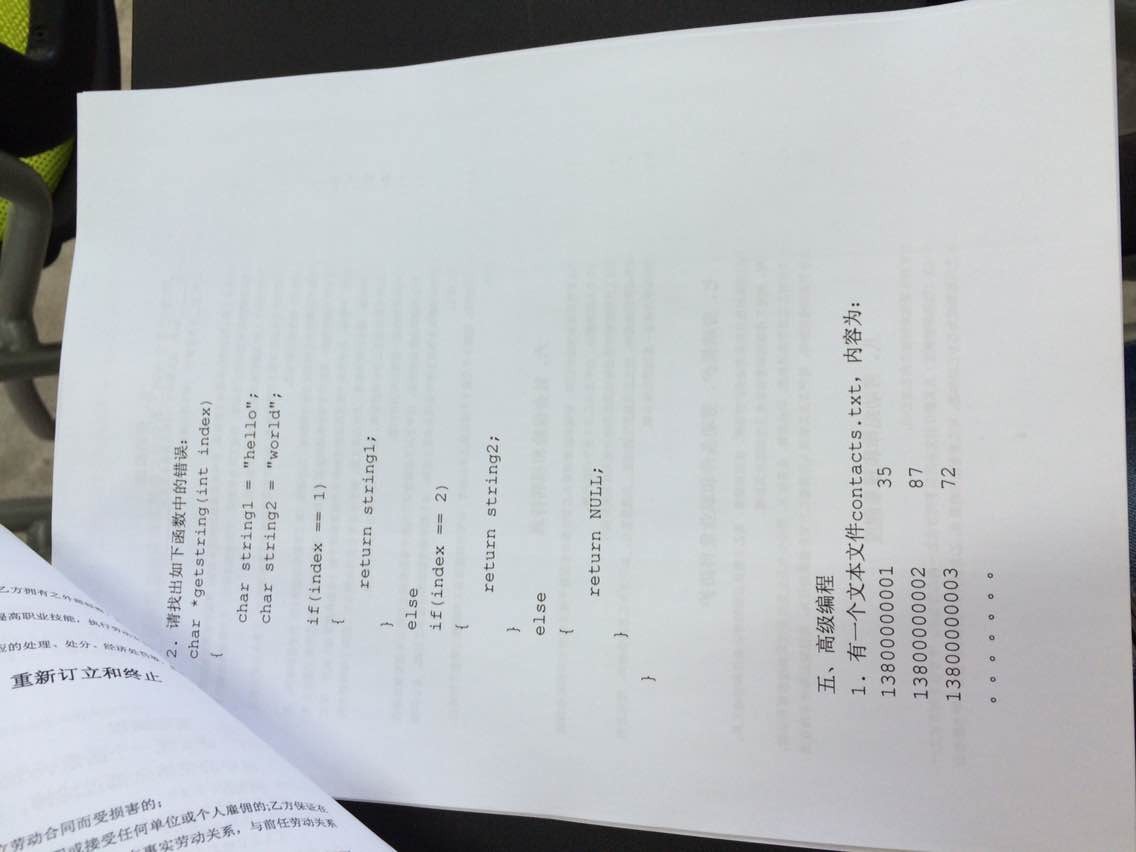 2. 请找出如下函数中的错误:
char *getstring(int index)
{
char string1 = "hello";
char string2 = "world";
if(index == 1)
{
return string1;
}
else
if(index == 2)
{
return string2;
}
else
{
return NULL;
}
}
五、高级编程
1. 有一个文本文件contacts.txt, 内容为:
13800000001 35
13800000002 87
13800000003 72
。。。。。。。。
乙方拥有之外
提高职业技能, 执行劳动
应的处理、处分、经济处罚
重新订立和终止
立劳动合同而受损害的;
或接受任何单位或个人雇佣的;乙方保证在
事实劳动关系, 与前任劳动关系